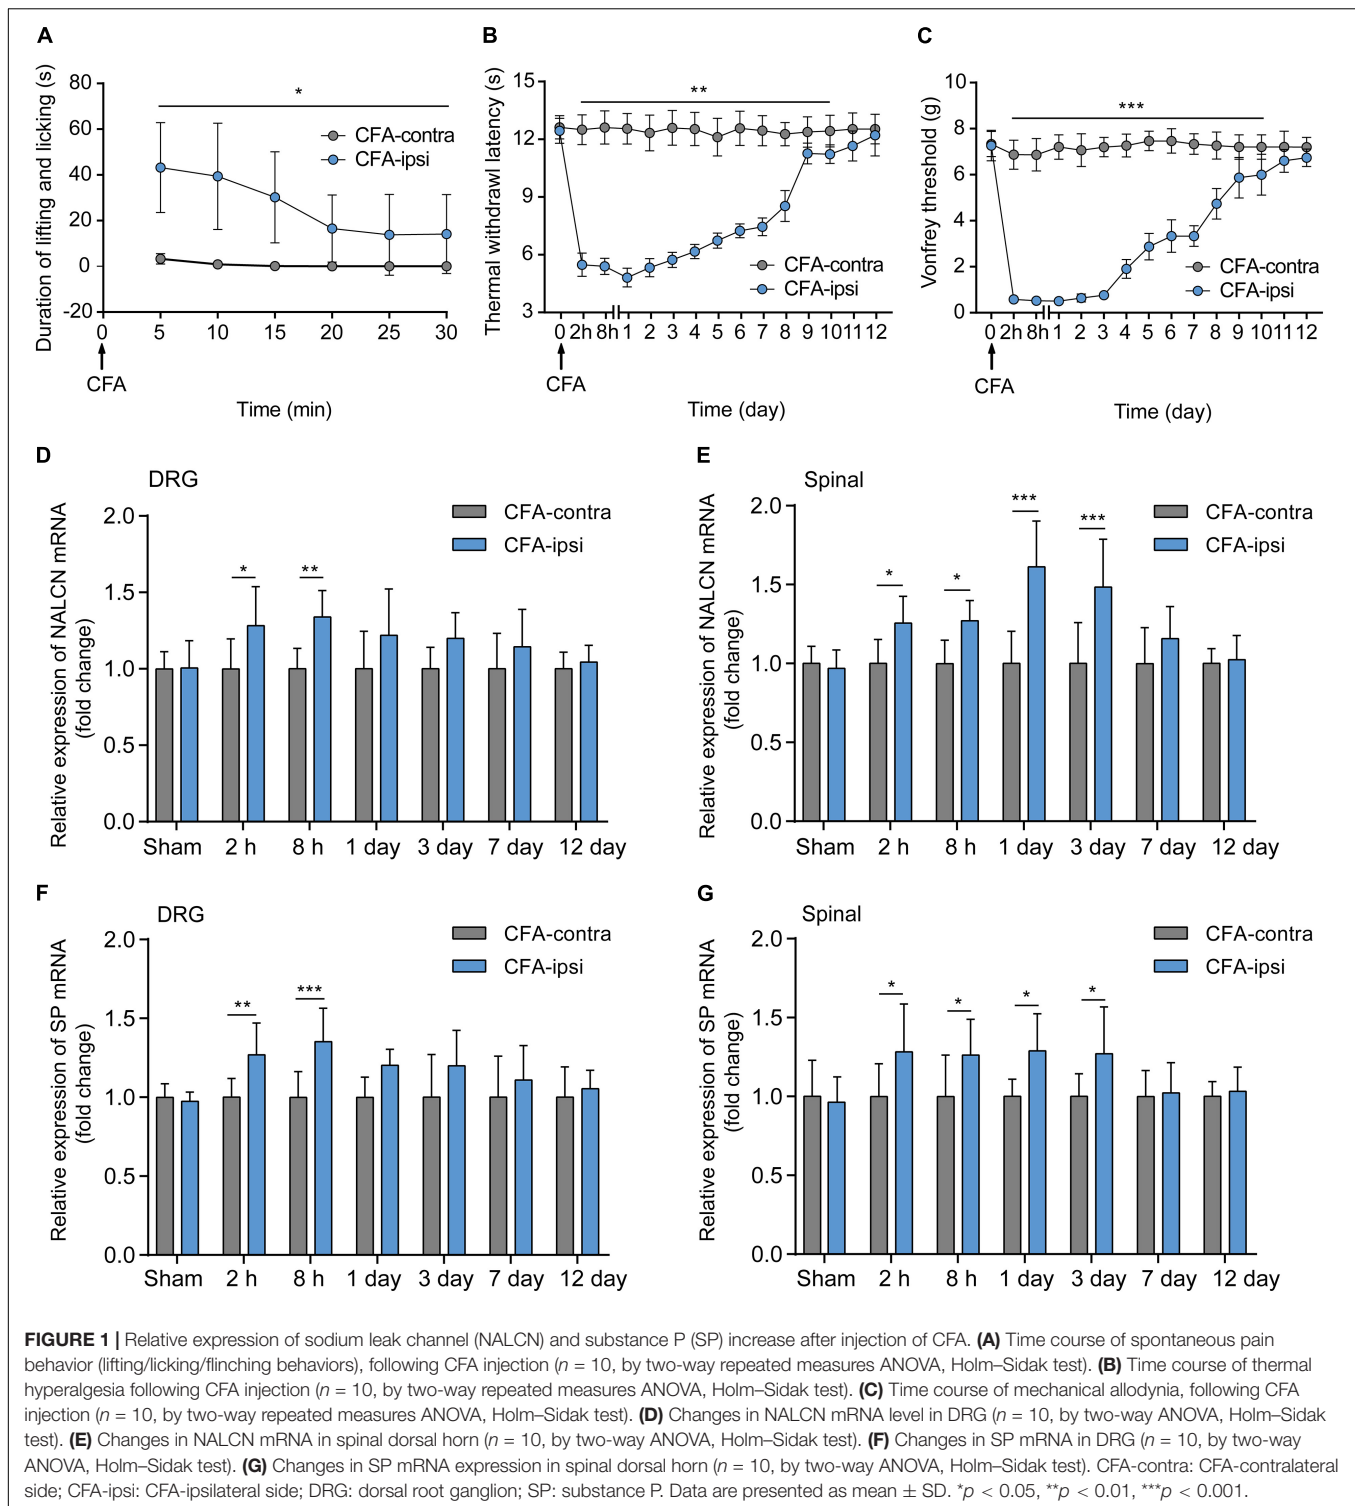 A
Duration of lifting and licking (s)
80
60
40
20
0
-20
*
CFA-contra
CFA-ipsi
0 5 10 15 20 25 30
CFA
Time (min)
B
Thermal withdrawl latency (s)
15
12
9
6
3
**
CFA-contra
CFA-ipsi
0 2h 8h 1 2 3 4 5 6 7 8 9 10 11 12
CFA
Time (day)
C
Vonfrey threshold (g)
10
8
6
4
2
0
***
CFA-contra
CFA-ipsi
0 2h 8h 1 2 3 4 5 6 7 8 9 10 11 12
CFA
Time (day)
D
DRG
Relative expression of NALCN mRNA
(fold change)
2.0
1.5
1.0
0.5
0.0
CFA-contra
CFA-ipsi
* **
Sham 2 h 8 h 1 day 3 day 7 day 12 day
E
Spinal
Relative expression of NALCN mRNA
(fold change)
2.0
1.5
1.0
0.5
0.0
CFA-contra
CFA-ipsi
* * *** ***
Sham 2 h 8 h 1 day 3 day 7 day 12 day
F
DRG
Relative expression of SP mRNA
(fold change)
2.0
1.5
1.0
0.5
0.0
CFA-contra
CFA-ipsi
** ***
Sham 2 h 8 h 1 day 3 day 7 day 12 day
G
Spinal
Relative expression of SP mRNA
(fold change)
2.0
1.5
1.0
0.5
0.0
CFA-contra
CFA-ipsi
* * * *
Sham 2 h 8 h 1 day 3 day 7 day 12 day
FIGURE 1 | Relative expression of sodium leak channel (NALCN) and substance P (SP) increase after injection of CFA. (A) Time course of spontaneous pain
behavior (lifting/licking/flinching behaviors), following CFA injection (n = 10, by two-way repeated measures ANOVA, Holm–Sidak test). (B) Time course of thermal
hyperalgesia following CFA injection (n = 10, by two-way repeated measures ANOVA, Holm–Sidak test). (C) Time course of mechanical allodynia, following CFA
injection (n = 10, by two-way repeated measures ANOVA, Holm–Sidak test). (D) Changes in NALCN mRNA level in DRG (n = 10, by two-way ANOVA, Holm–Sidak
test). (E) Changes in NALCN mRNA in spinal dorsal horn (n = 10, by two-way ANOVA, Holm–Sidak test). (F) Changes in SP mRNA in DRG (n = 10, by two-way
ANOVA, Holm–Sidak test). (G) Changes in SP mRNA expression in spinal dorsal horn (n = 10, by two-way ANOVA, Holm–Sidak test). CFA-contra: CFA-contralateral
side; CFA-ipsi: CFA-ipsilateral side; DRG: dorsal root ganglion; SP: substance P. Data are presented as mean ± SD. *p < 0.05, **p < 0.01, ***p < 0.001.